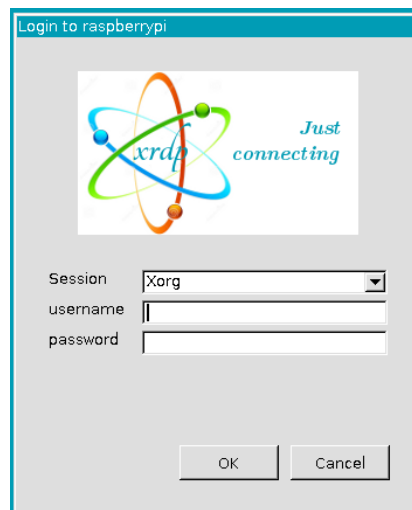 Login to raspberrypi
xrdp
Just
connecting
Session
Xorg
username
password
OK
Cancel